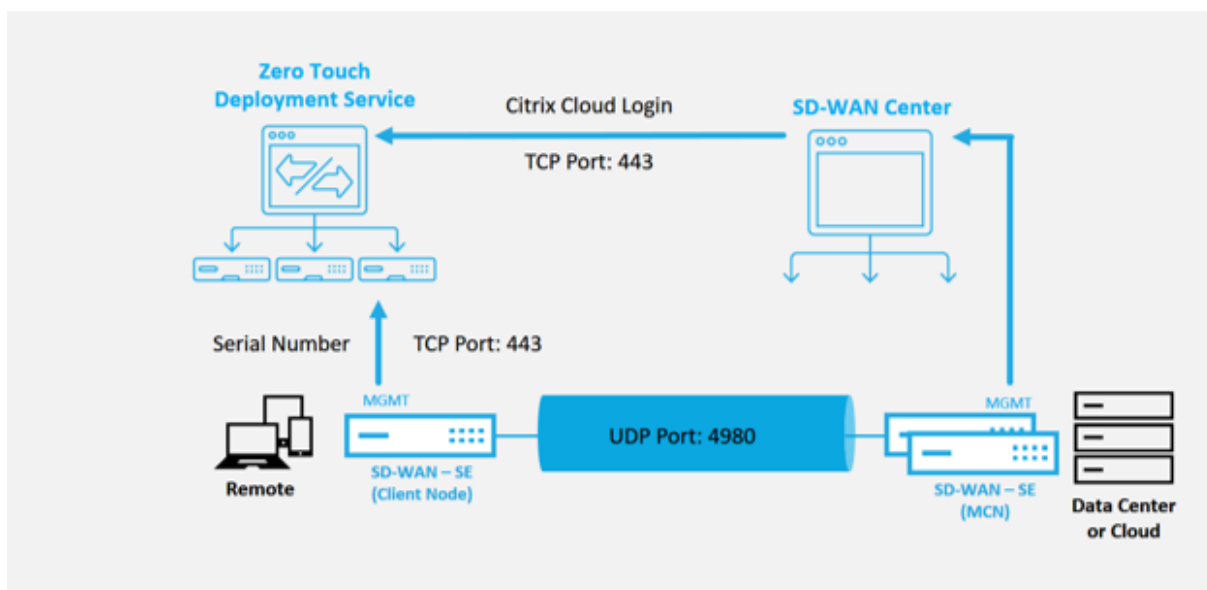 Zero Touch
Deployment Service
Citrix Cloud Login
SD-WAN Center
TCP Port: 443
Serial Number
TCP Port: 443
MGMT
MGMT
UDP Port: 4980
SD-WAN – SE
(Client Node)
Remote
SD-WAN – SE
(MCN)
Data Center
or Cloud